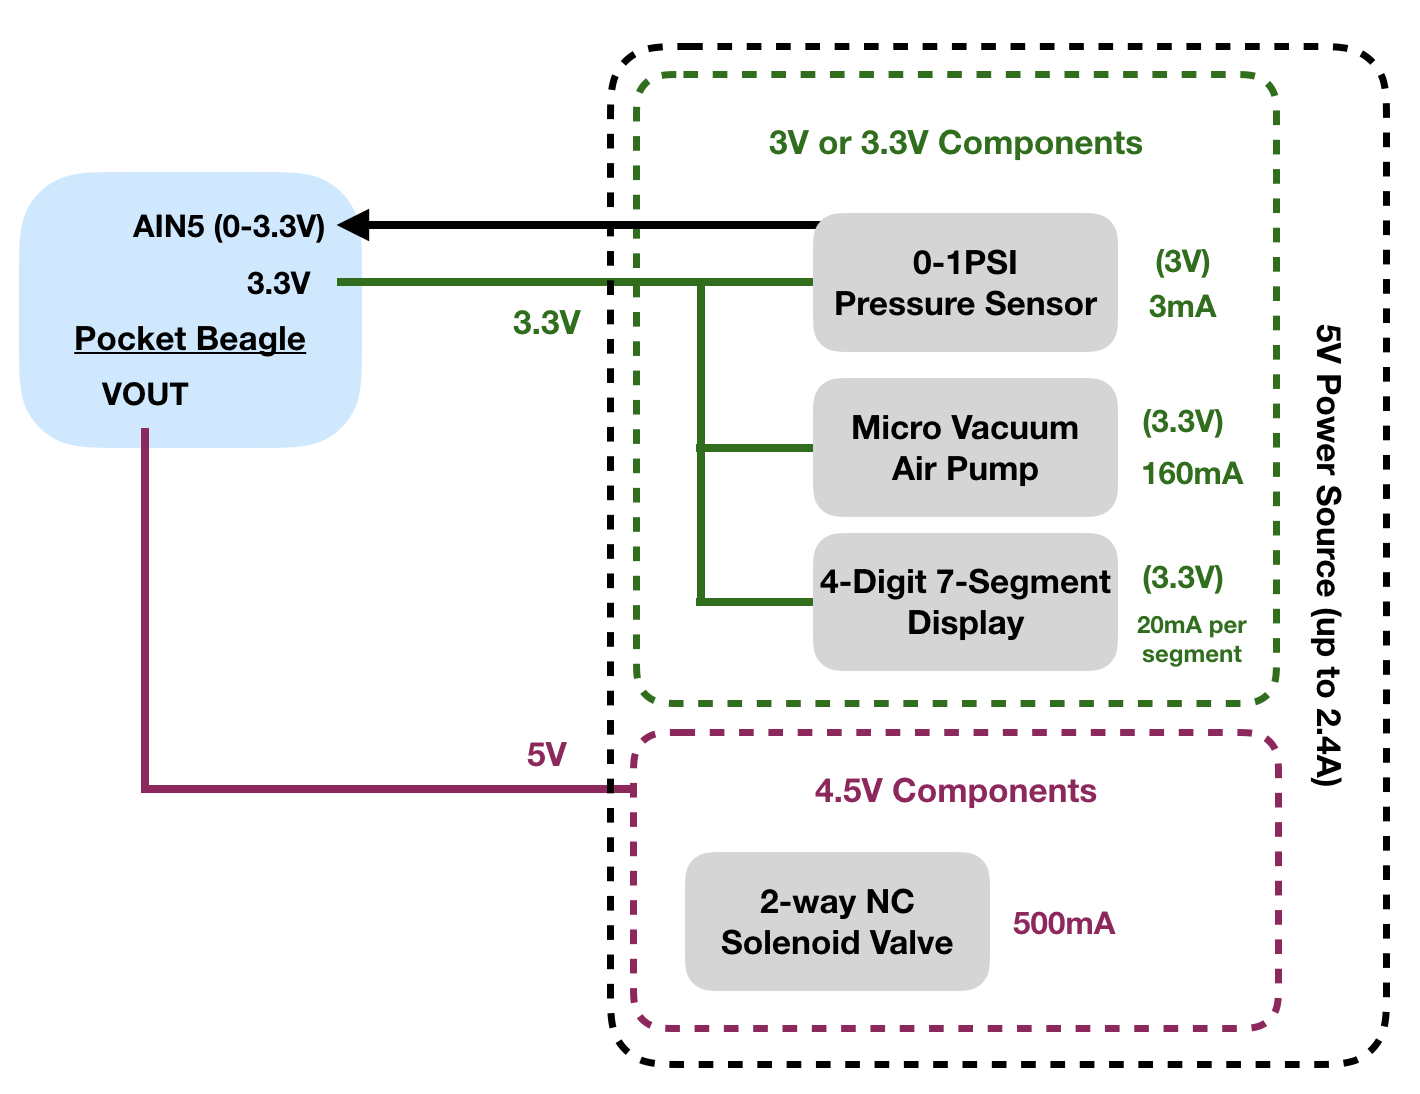 AIN5 (0-3.3V)
3.3V
Pocket Beagle
VOUT
3.3V
5V
3V or 3.3V Components
0-1PSI
Pressure Sensor
(3V)
3mA
Micro Vacuum
Air Pump
(3.3V)
160mA
4-Digit 7-Segment
Display
(3.3V)
20mA per
segment
4.5V Components
2-way NC
Solenoid Valve
500mA
5V Power Source (up to 2.4A)